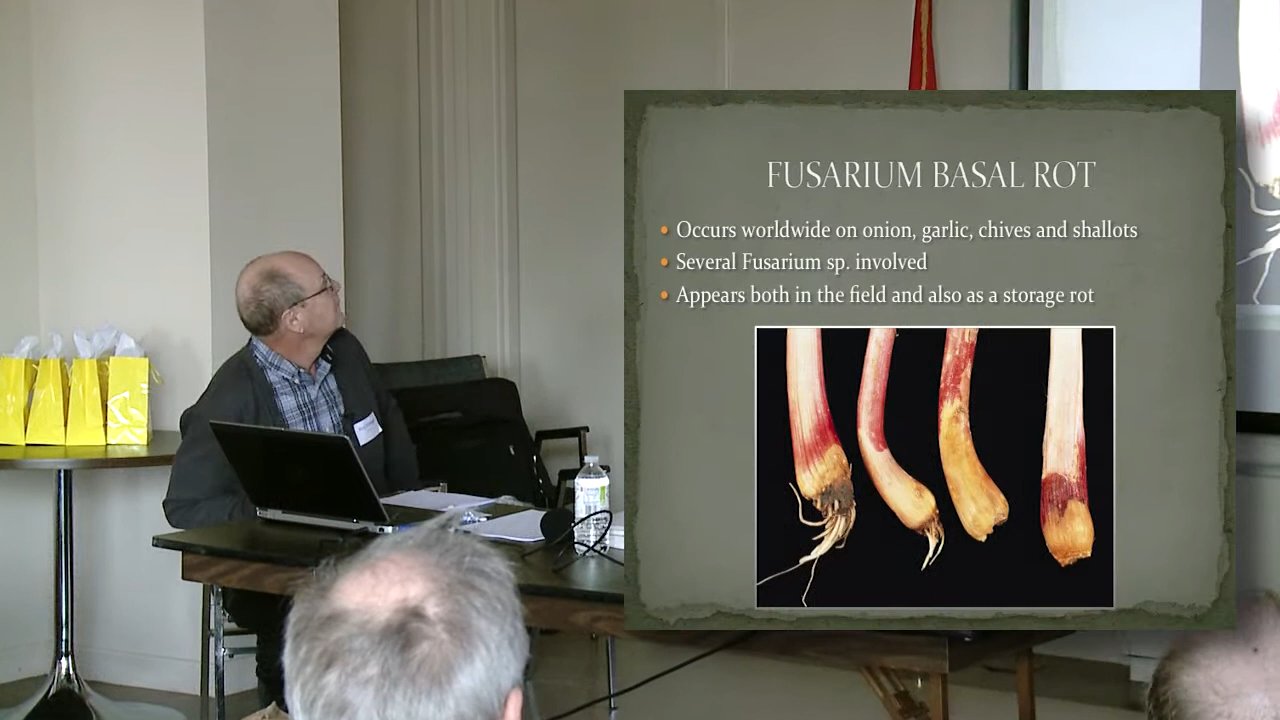 FUSARIUM BASAL ROT
• Occurs worldwide on onion, garlic, chives and shallots
• Several Fusarium sp. involved
• Appears both in the field and also as a storage rot